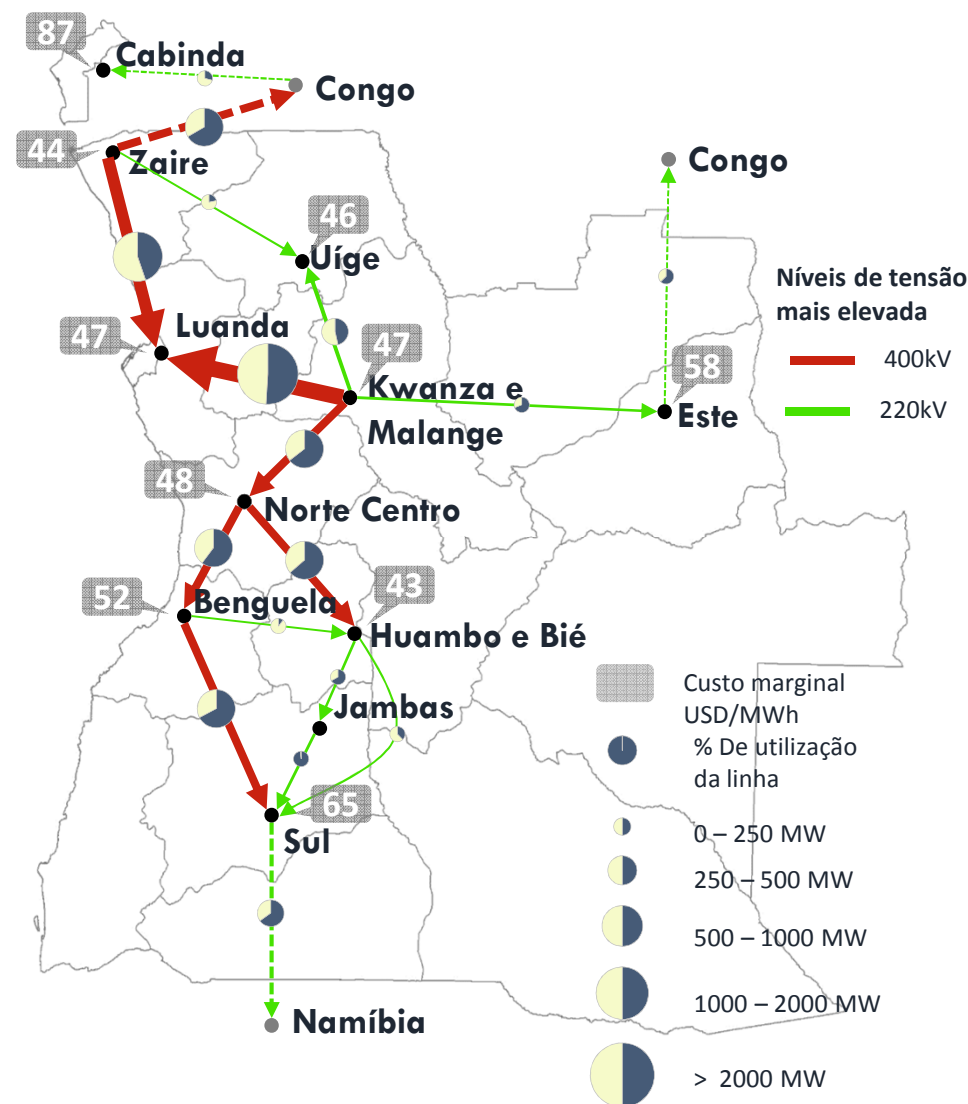 87
Cabinda
Congo
44
Zaire
Congo
46
Uíge
Níveis de tensão
mais elevada
Luanda
47
47
400kV
58
Kwanza e
220kV
Este
Malange
48
Norte Centro
52
Benguela
43
Huambo e Bié
Custo marginal
USD/MWh
Jambas
% De utilização
da linha
65
Sul
0 – 250 MW
250 – 500 MW
500 – 1000 MW
1000 – 2000 MW
Namíbia
> 2000 MW